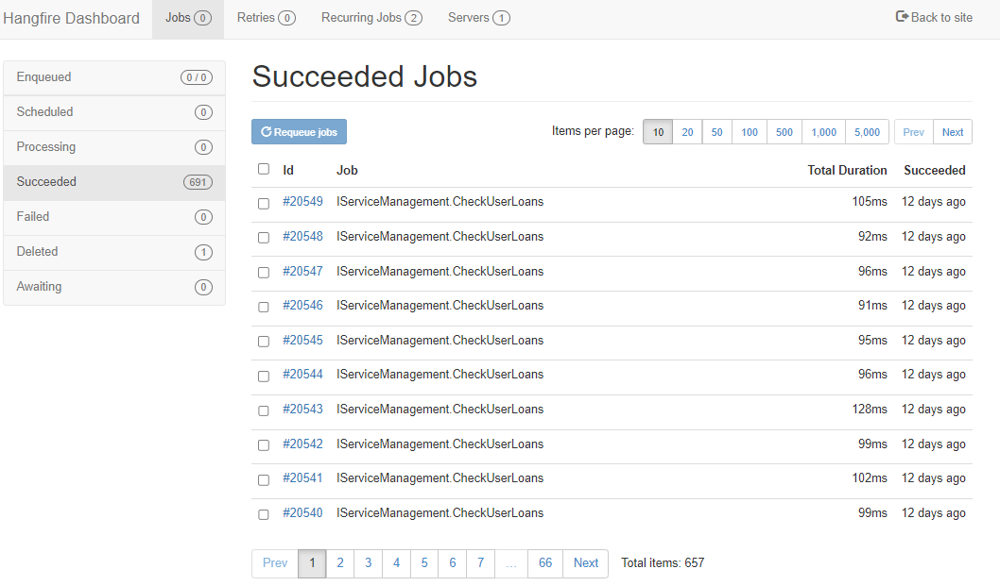 Hangfire Dashboard Jobs 0 Retries 0 Recurring Jobs 2 Servers 1 Back to site
Enqueued 0 / 0
Scheduled 0
Processing 0
Succeeded 691
Failed 0
Deleted 1
Awaiting 0
Succeeded Jobs
Requeue jobs Items per page: 10 20 50 100 500 1,000 5,000 Prev Next
Id Job Total Duration Succeeded
#20549 IServiceManagement.CheckUserLoans 105ms 12 days ago
#20548 IServiceManagement.CheckUserLoans 92ms 12 days ago
#20547 IServiceManagement.CheckUserLoans 96ms 12 days ago
#20546 IServiceManagement.CheckUserLoans 91ms 12 days ago
#20545 IServiceManagement.CheckUserLoans 95ms 12 days ago
#20544 IServiceManagement.CheckUserLoans 96ms 12 days ago
#20543 IServiceManagement.CheckUserLoans 128ms 12 days ago
#20542 IServiceManagement.CheckUserLoans 99ms 12 days ago
#20541 IServiceManagement.CheckUserLoans 102ms 12 days ago
#20540 IServiceManagement.CheckUserLoans 99ms 12 days ago
Prev 1 2 3 4 5 6 7 ... 66 Next Total items: 657